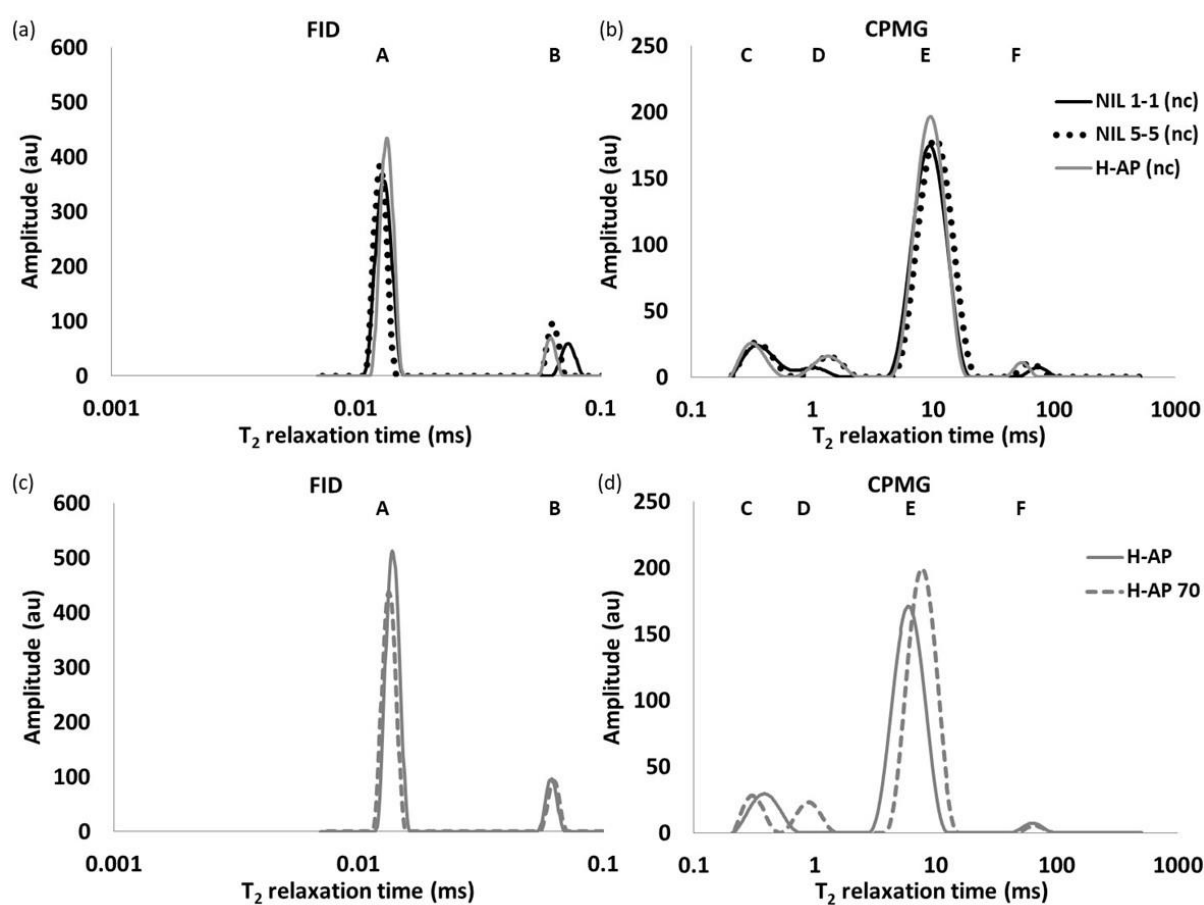 (a) FID
600
500
400
300
200
100
0
A B
0.001 0.01 0.1
Amplitude (au)
T2 relaxation time (ms)
(b) CPMG
250
200
150
100
50
0
C D E F
NIL 1-1 (nc)
NIL 5-5 (nc)
H-AP (nc)
0.1 1 10 100 1000
Amplitude (au)
T2 relaxation time (ms)
(c) FID
600
500
400
300
200
100
0
A B
0.001 0.01 0.1
Amplitude (au)
T2 relaxation time (ms)
(d) CPMG
250
200
150
100
50
0
C D E F
H-AP
H-AP 70
0.1 1 10 100 1000
Amplitude (au)
T2 relaxation time (ms)